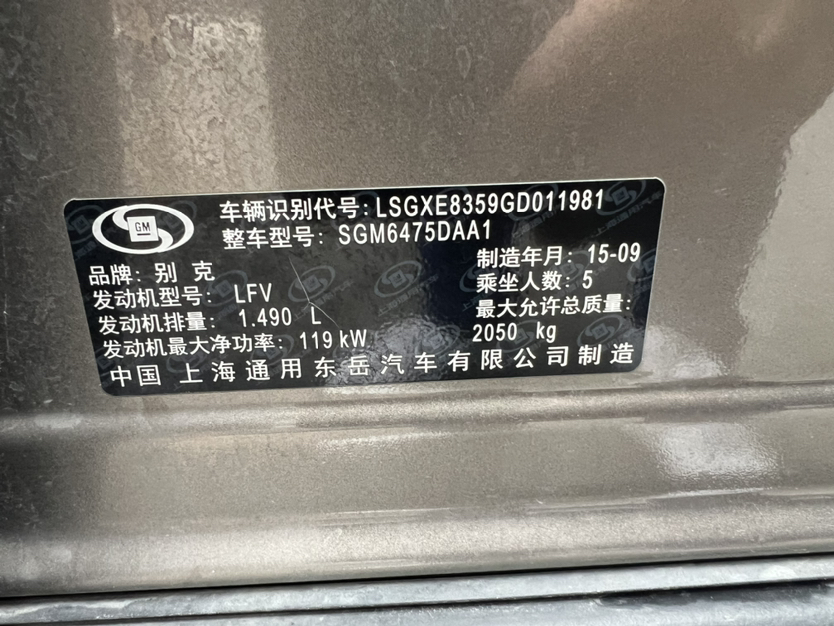 GM
车辆识别代号: LSGXE8359GD011981
整车型号: SGM6475DAA1
品牌: 别 克
制造年月: 15-09
发动机型号: LFV
乘坐人数: 5
发动机排量: 1.490 L
最大允许总质量:
发动机最大净功率: 119 kW
2050 kg
中国 上海通用东岳汽车有限公司制造